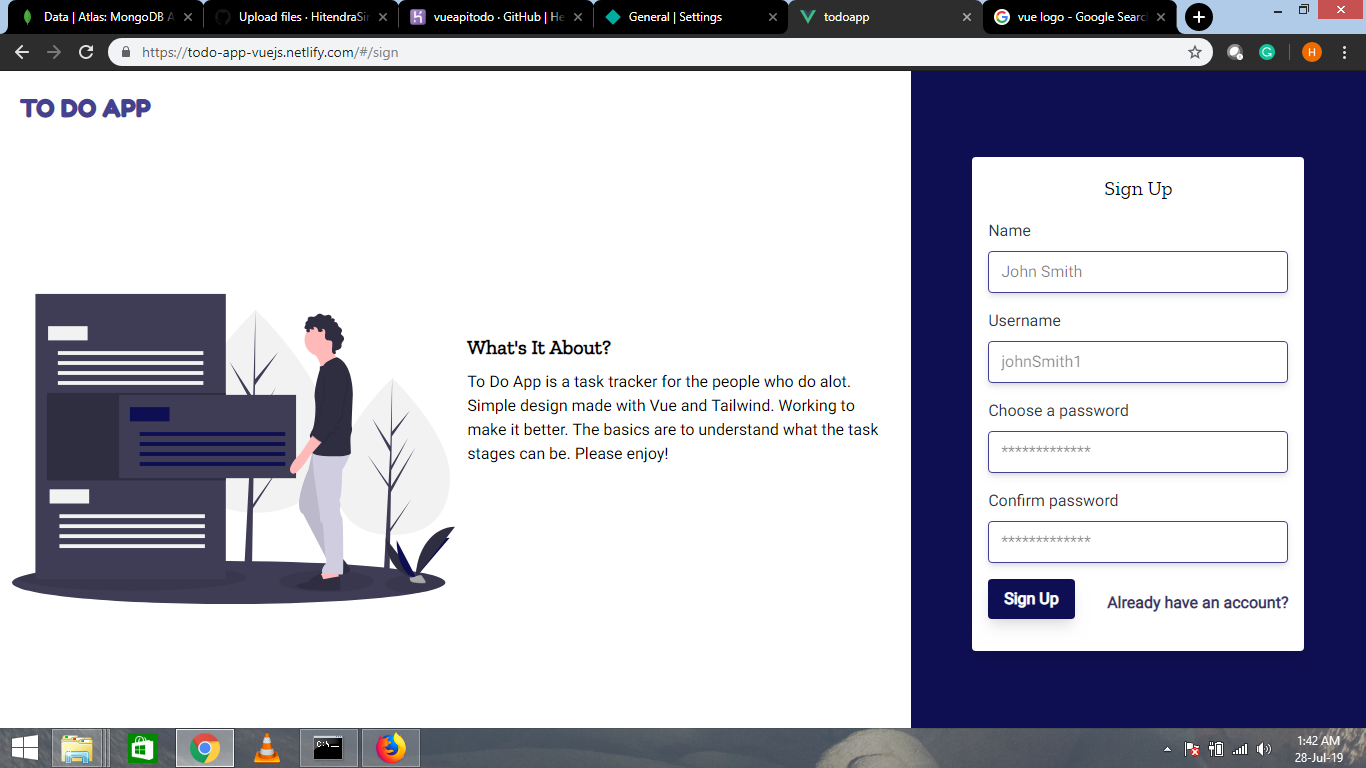 Data | Atlas: MongoDB A
Upload files · HitendraSin
vueapitodo · GitHub | He
General | Settings
todoapp
vue logo - Google Searc
https://todo-app-vuejs.netlify.com/#/sign
H
TO DO APP
What's It About?
To Do App is a task tracker for the people who do alot.
Simple design made with Vue and Tailwind. Working to
make it better. The basics are to understand what the task
stages can be. Please enjoy!
Sign Up
Name
John Smith
Username
johnSmith1
Choose a password
*************
Confirm password
*************
Sign Up
Already have an account?
1:42 AM
28-Jul-19